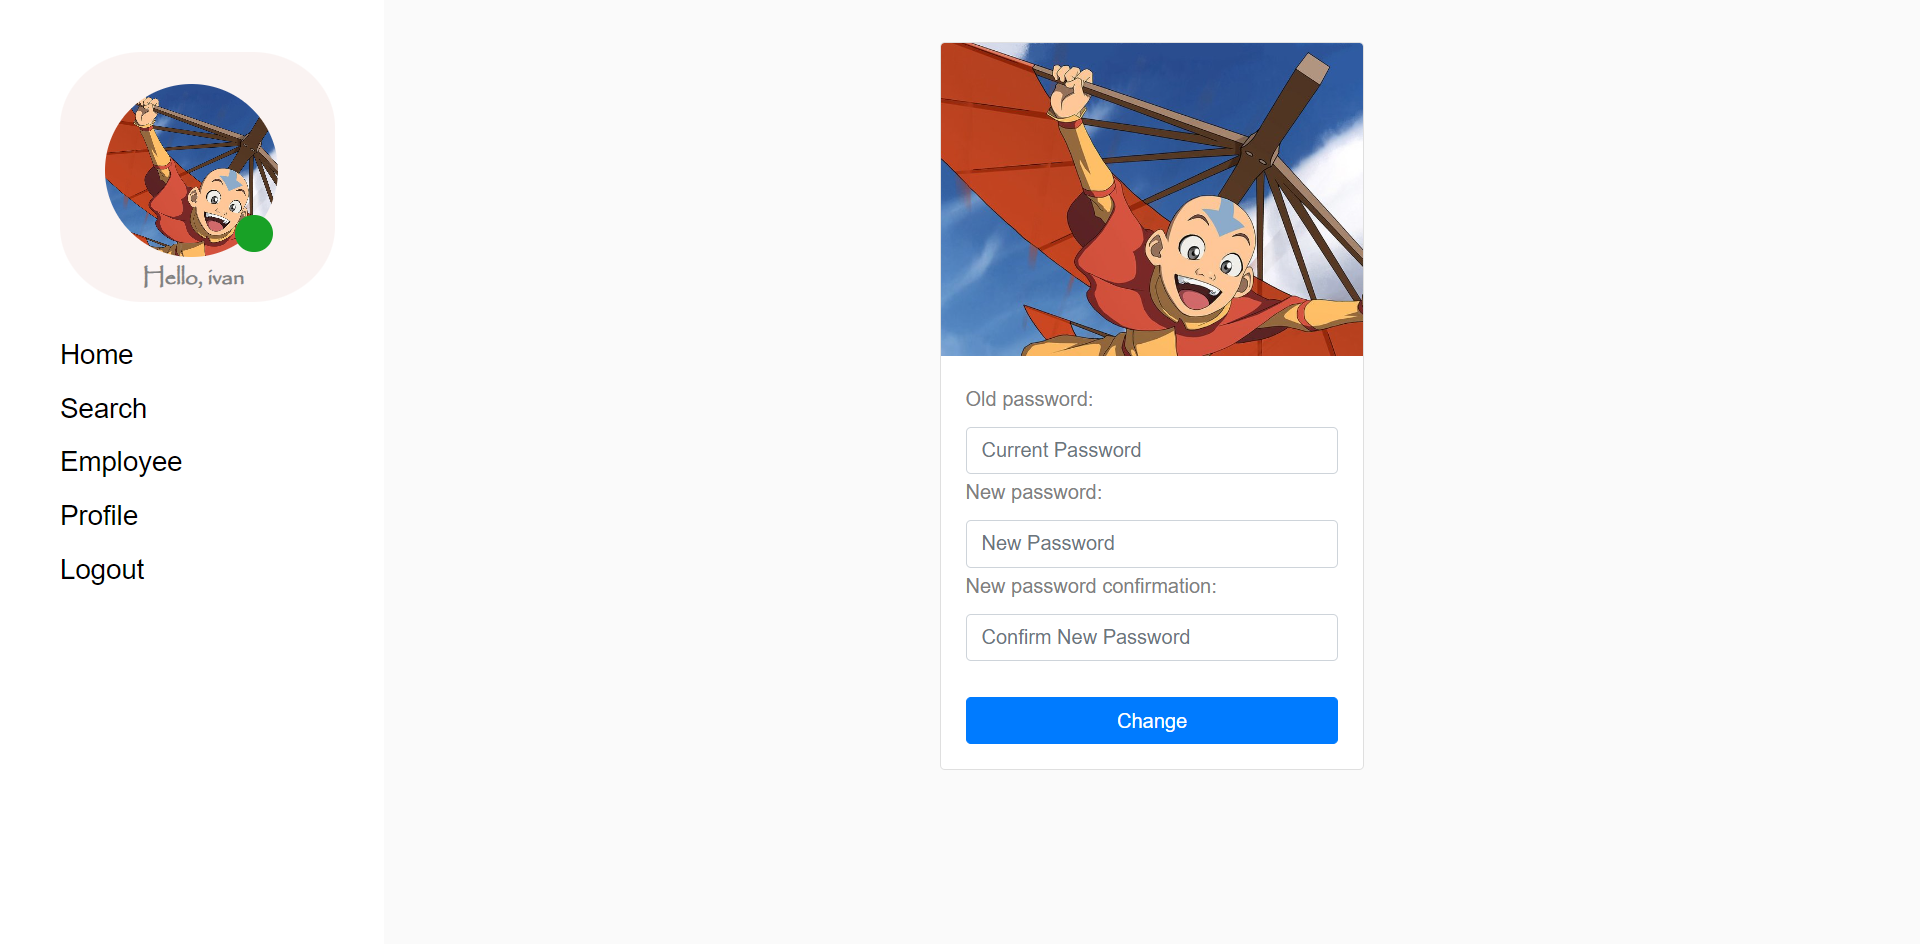 Hello, ivan
Home
Search
Employee
Profile
Logout
Old password:
Current Password
New password:
New Password
New password confirmation:
Confirm New Password
Change